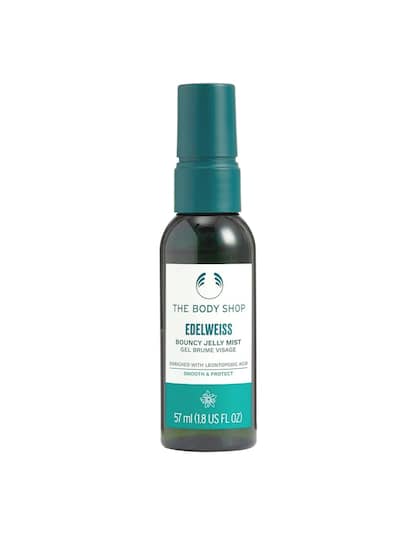 THE BODY SHOP
EDELWEISS
BOUNCY JELLY MIST
GEL BRUME VISAGE
ENRICHED WITH LEONTOPODIC ACID
SMOOTH & PROTECT
57 ml (1.8 US FL OZ)